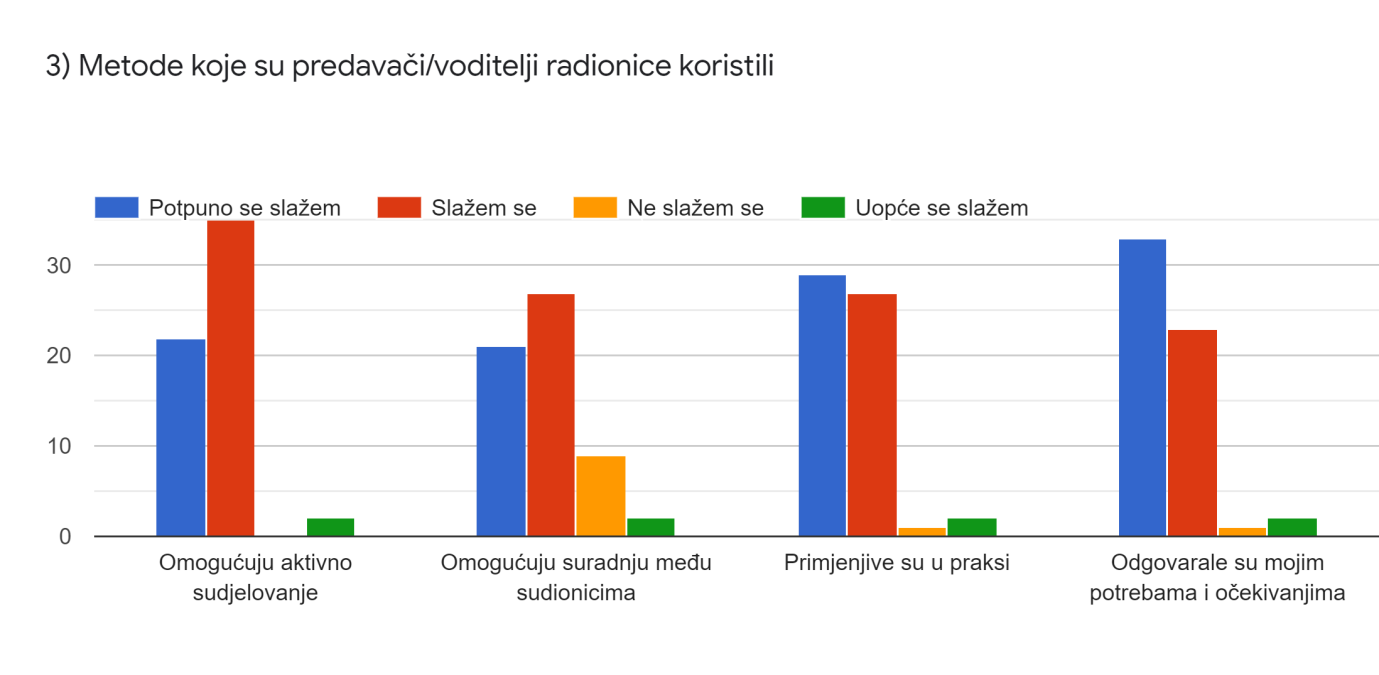 3) Metode koje su predavači/voditelji radionice koristili
Potpuno se slažem Slažem se Ne slažem se Uopće se slažem
30
20
10
0
Omogućuju aktivno sudjelovanje
Omogućuju suradnju među sudionicima
Primjenjive su u praksi
Odgovarale su mojim potrebama i očekivanjima